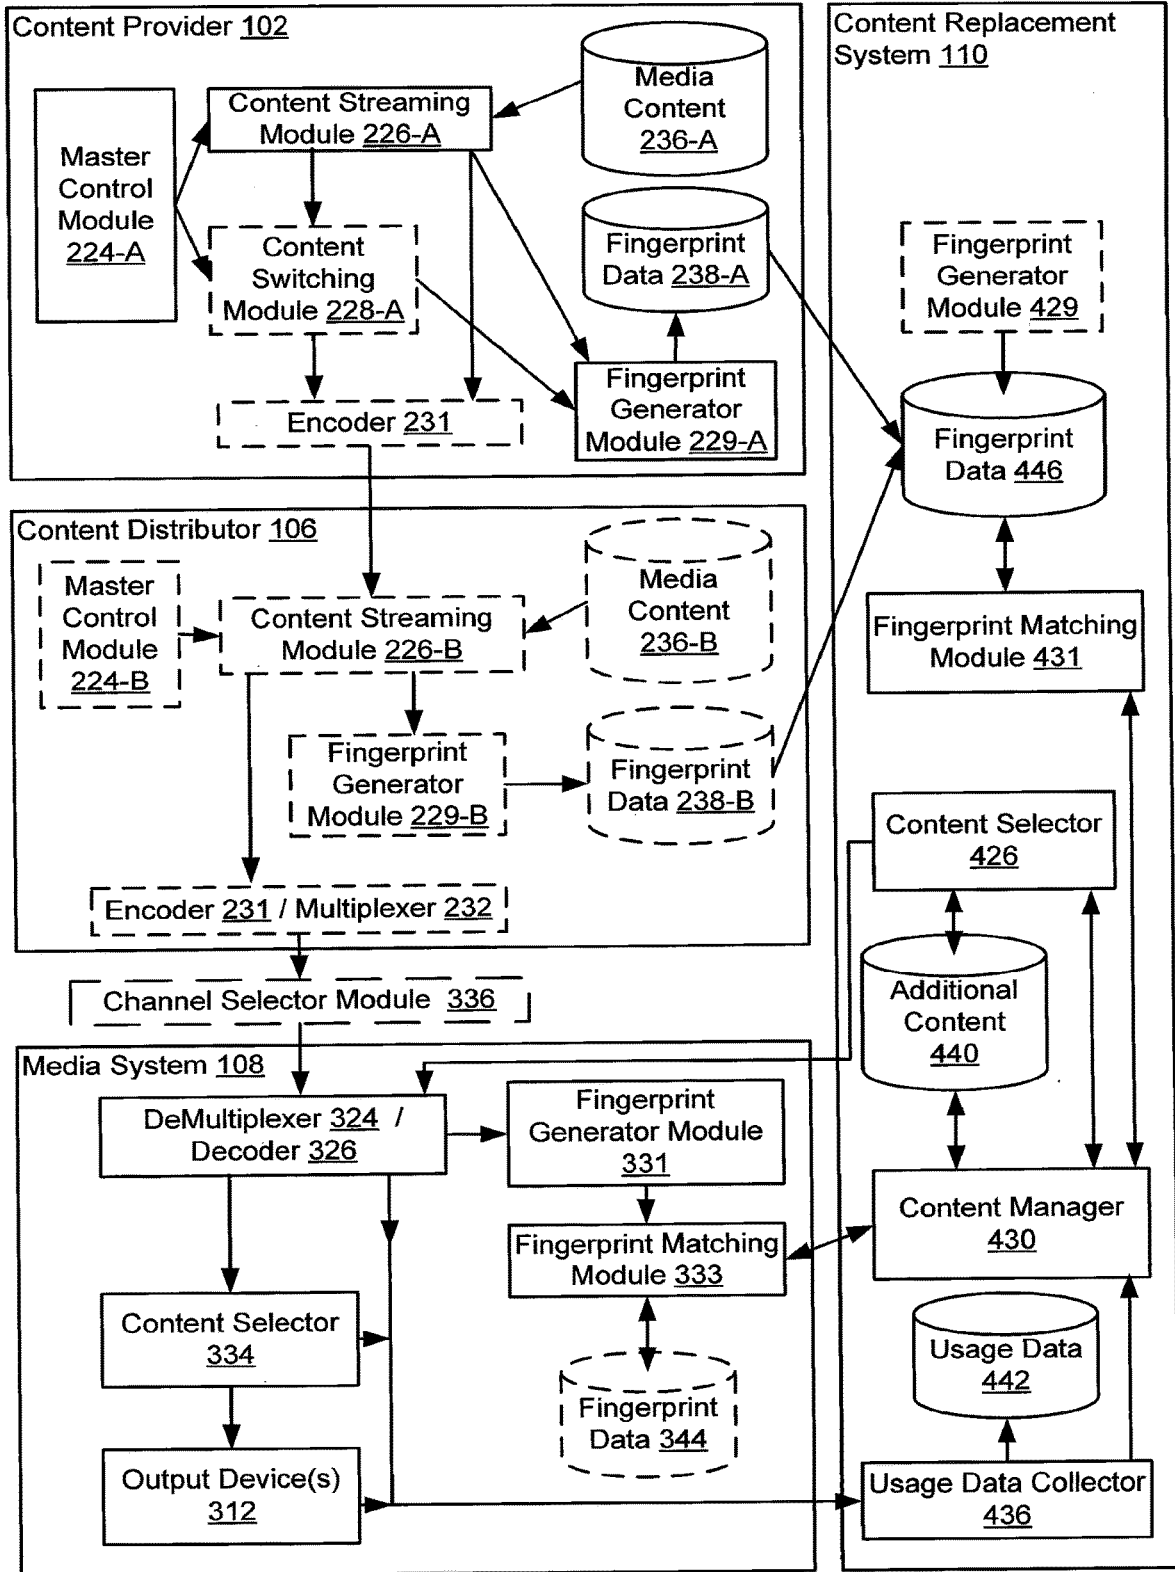 Content Provider 102
Content Streaming
Module 226-A
Media
Content
236-A
Master
Control
Module
224-A
Content
Switching
Module 228-A
Fingerprint
Data 238-A
Encoder 231
Fingerprint
Generator
Module 229-A
Content Distributor 106
Master
Control
Module
224-B
Content Streaming
Module 226-B
Media
Content
236-B
Fingerprint
Generator
Module 229-B
Fingerprint
Data 238-B
Encoder 231 / Multiplexer 232
Channel Selector Module 336
Media System 108
DeMultiplexer 324 /
Decoder 326
Fingerprint
Generator Module
331
Fingerprint Matching
Module 333
Content Selector
334
Fingerprint
Data 344
Output Device(s)
312
Content Replacement
System 110
Fingerprint
Generator
Module 429
Fingerprint
Data 446
Fingerprint Matching
Module 431
Content Selector
426
Additional
Content
440
Content Manager
430
Usage Data
442
Usage Data Collector
436